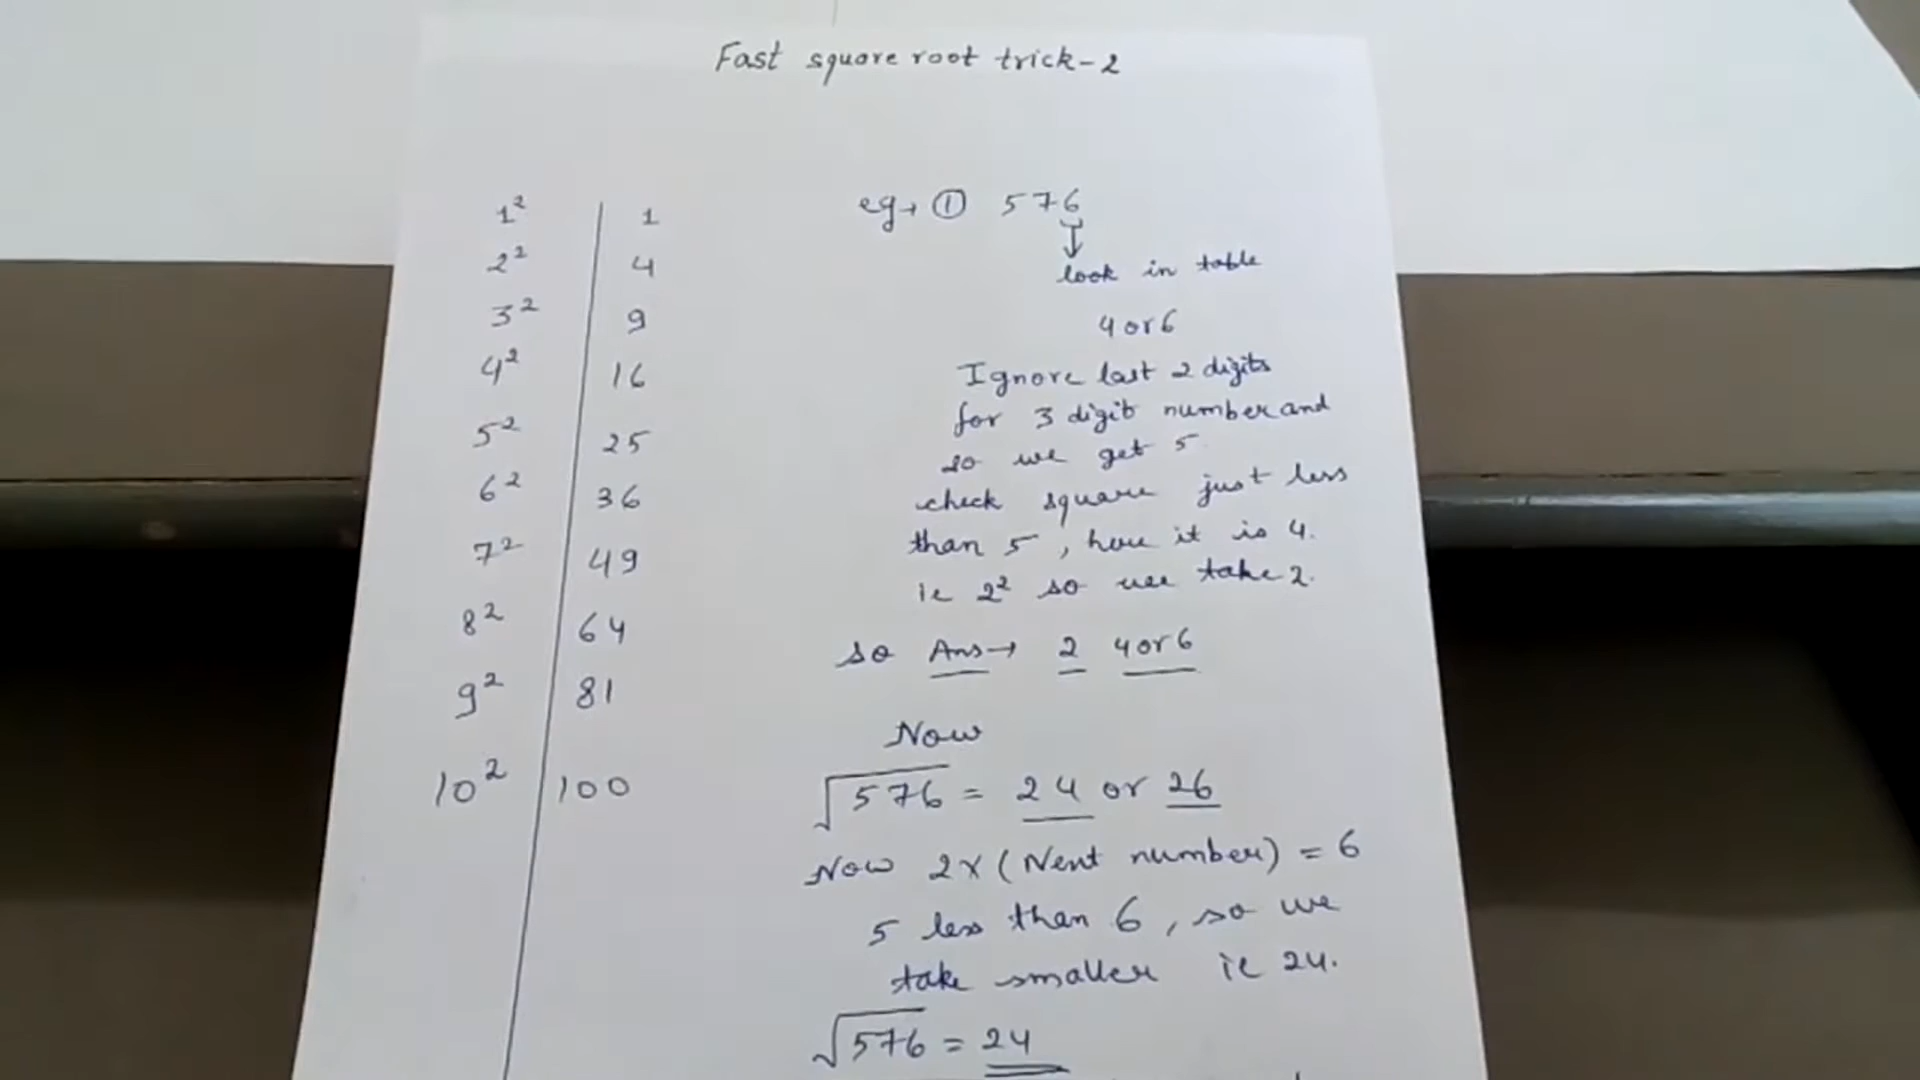 Fast square root trick-2
1² | 1
2² | 4
3² | 9
4² | 16
5² | 25
6² | 36
7² | 49
8² | 64
9² | 81
10² | 100
eg→ ① 576
↓
look in table
4 or 6
Ignore last 2 digits
for 3 digit number and
so we get 5
check square just less
than 5, here it is 4.
ie 2² so we take 2.
so Ans→ 2 4 or 6
Now
√576 = 24 or 26
Now 2x (Next number) = 6
5 less than 6, so we
take smaller ie 24.
√576 = 24